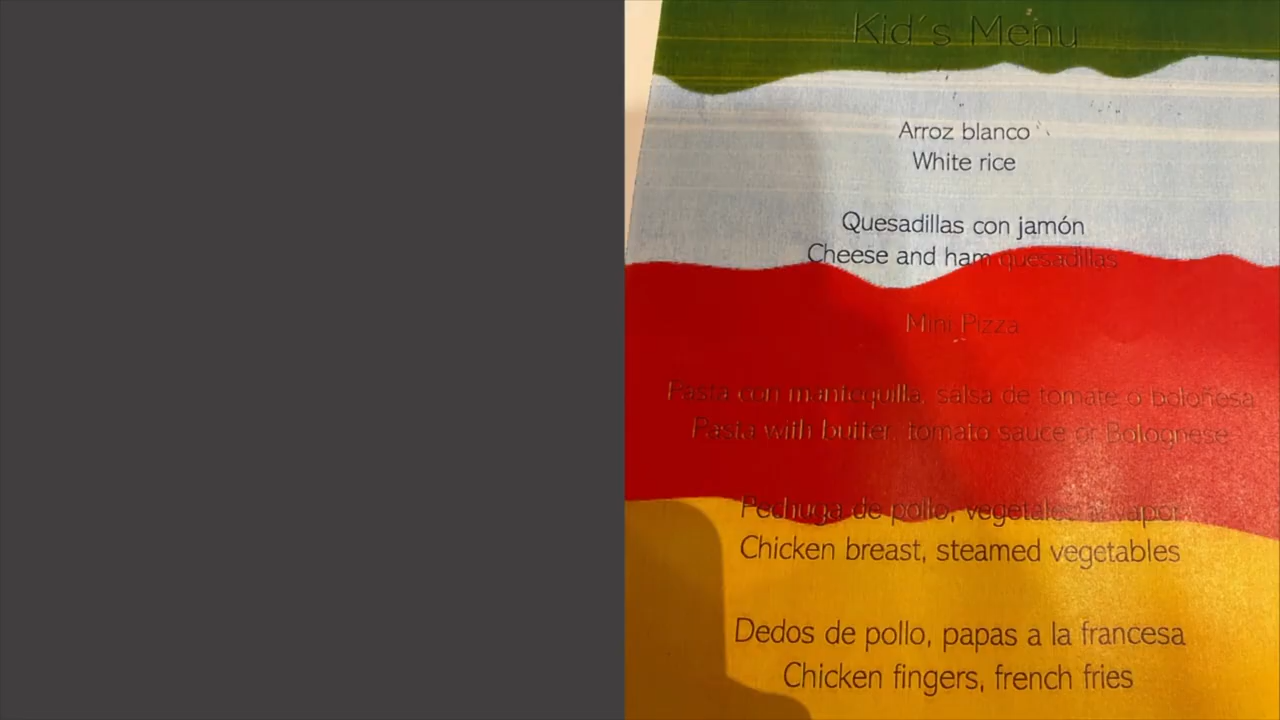 Kid´s Menu
Arroz blanco
White rice
Quesadillas con jamón
Cheese and ham quesadillas
Mini Pizza
Pasta con mantequilla, salsa de tomate o boloñesa
Pasta with butter, tomato sauce or Bolognese
Pechuga de pollo, vegetales al vapor
Chicken breast, steamed vegetables
Dedos de pollo, papas a la francesa
Chicken fingers, french fries